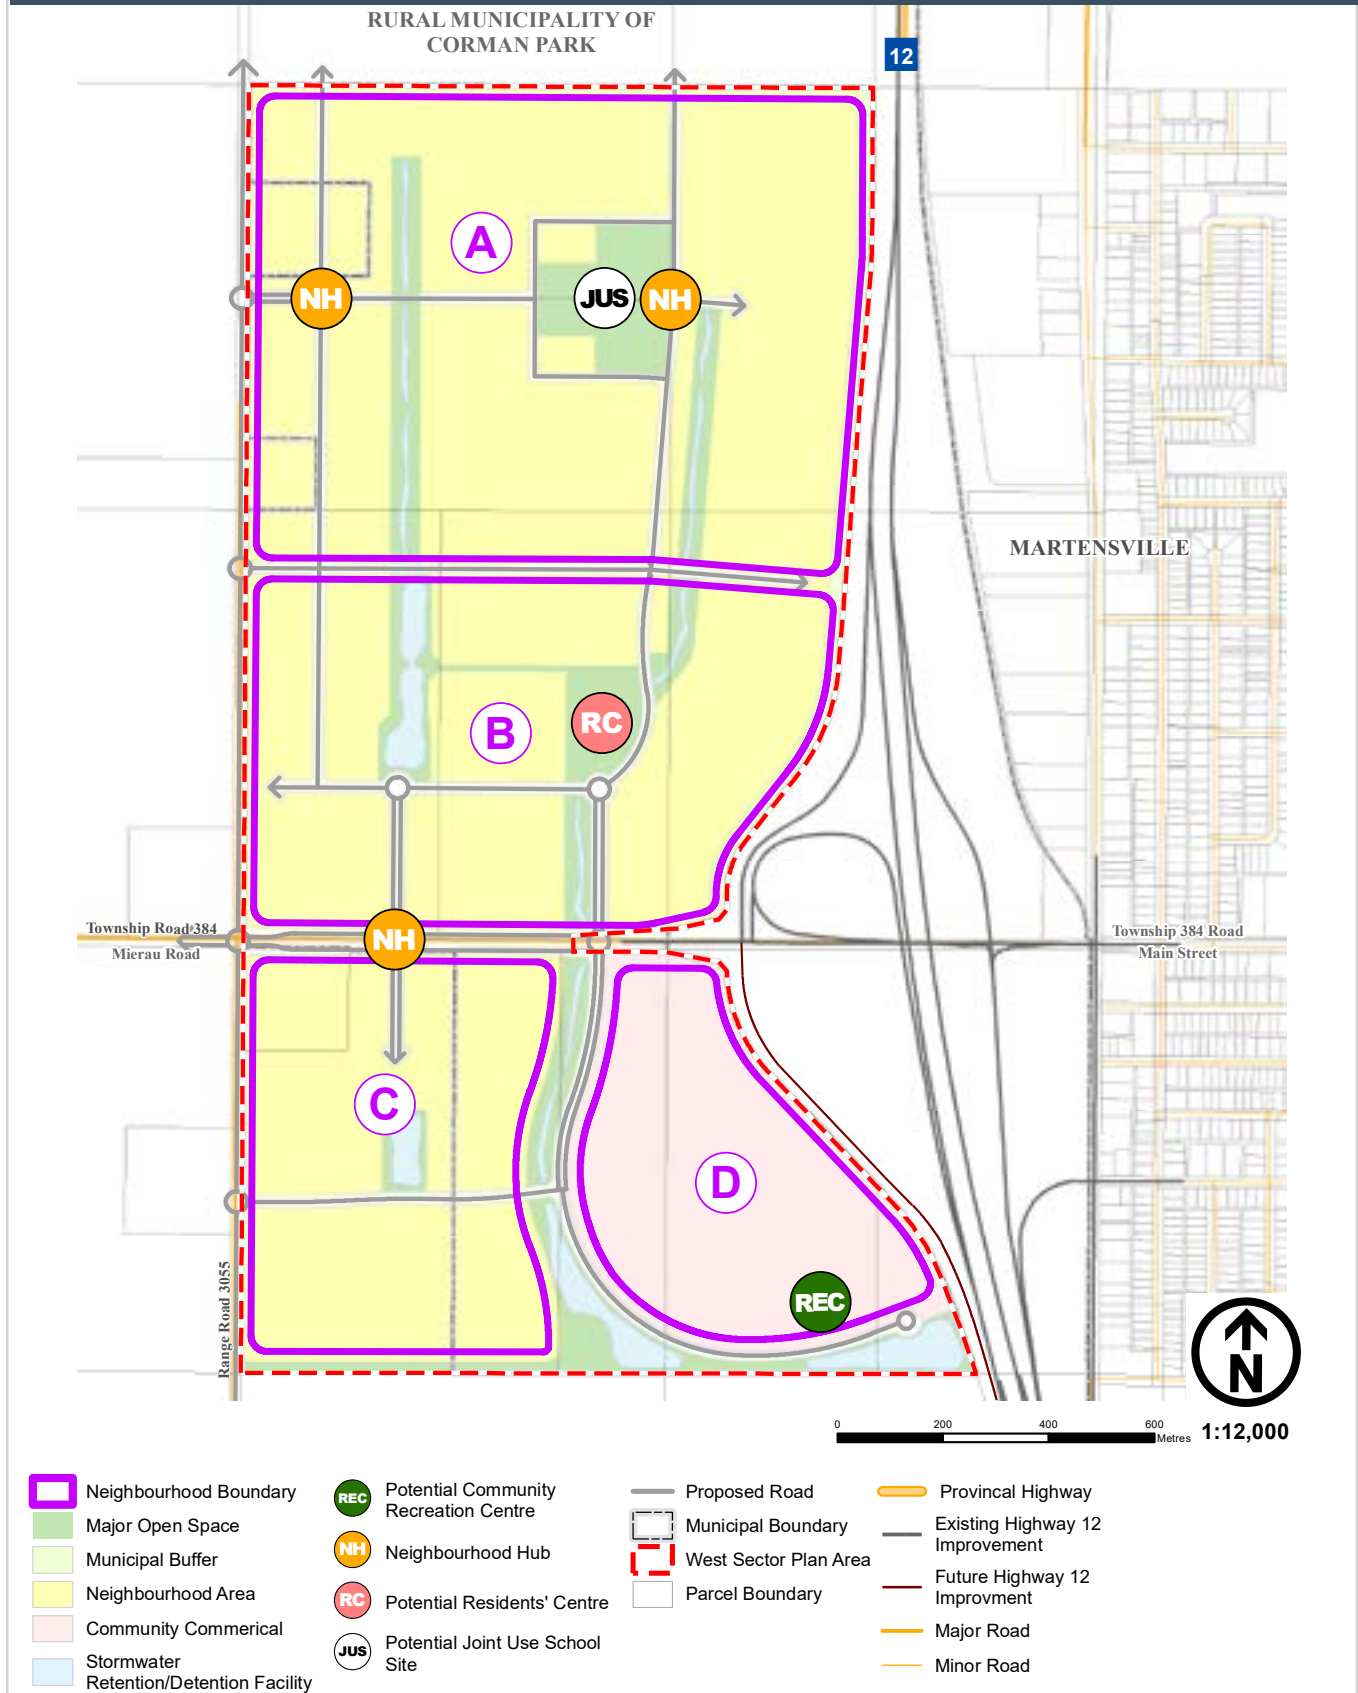 RURAL MUNICIPALITY OF
CORMAN PARK
12
A
NH
JUS
NH
MARTENSVILLE
B
RC
Township Road 384
Mierau Road
NH
Township 384 Road
Main Street
C
D
REC
Range Road 3055
N
0 200 400 600
Metres
1:12,000
Neighbourhood Boundary
Major Open Space
Municipal Buffer
Neighbourhood Area
Community Commerical
Stormwater
Retention/Detention Facility
REC
Potential Community
Recreation Centre
NH
Neighbourhood Hub
RC
Potential Residents' Centre
JUS
Potential Joint Use School
Site
Proposed Road
Municipal Boundary
West Sector Plan Area
Parcel Boundary
Provincal Highway
Existing Highway 12
Improvement
Future Highway 12
Improvment
Major Road
Minor Road